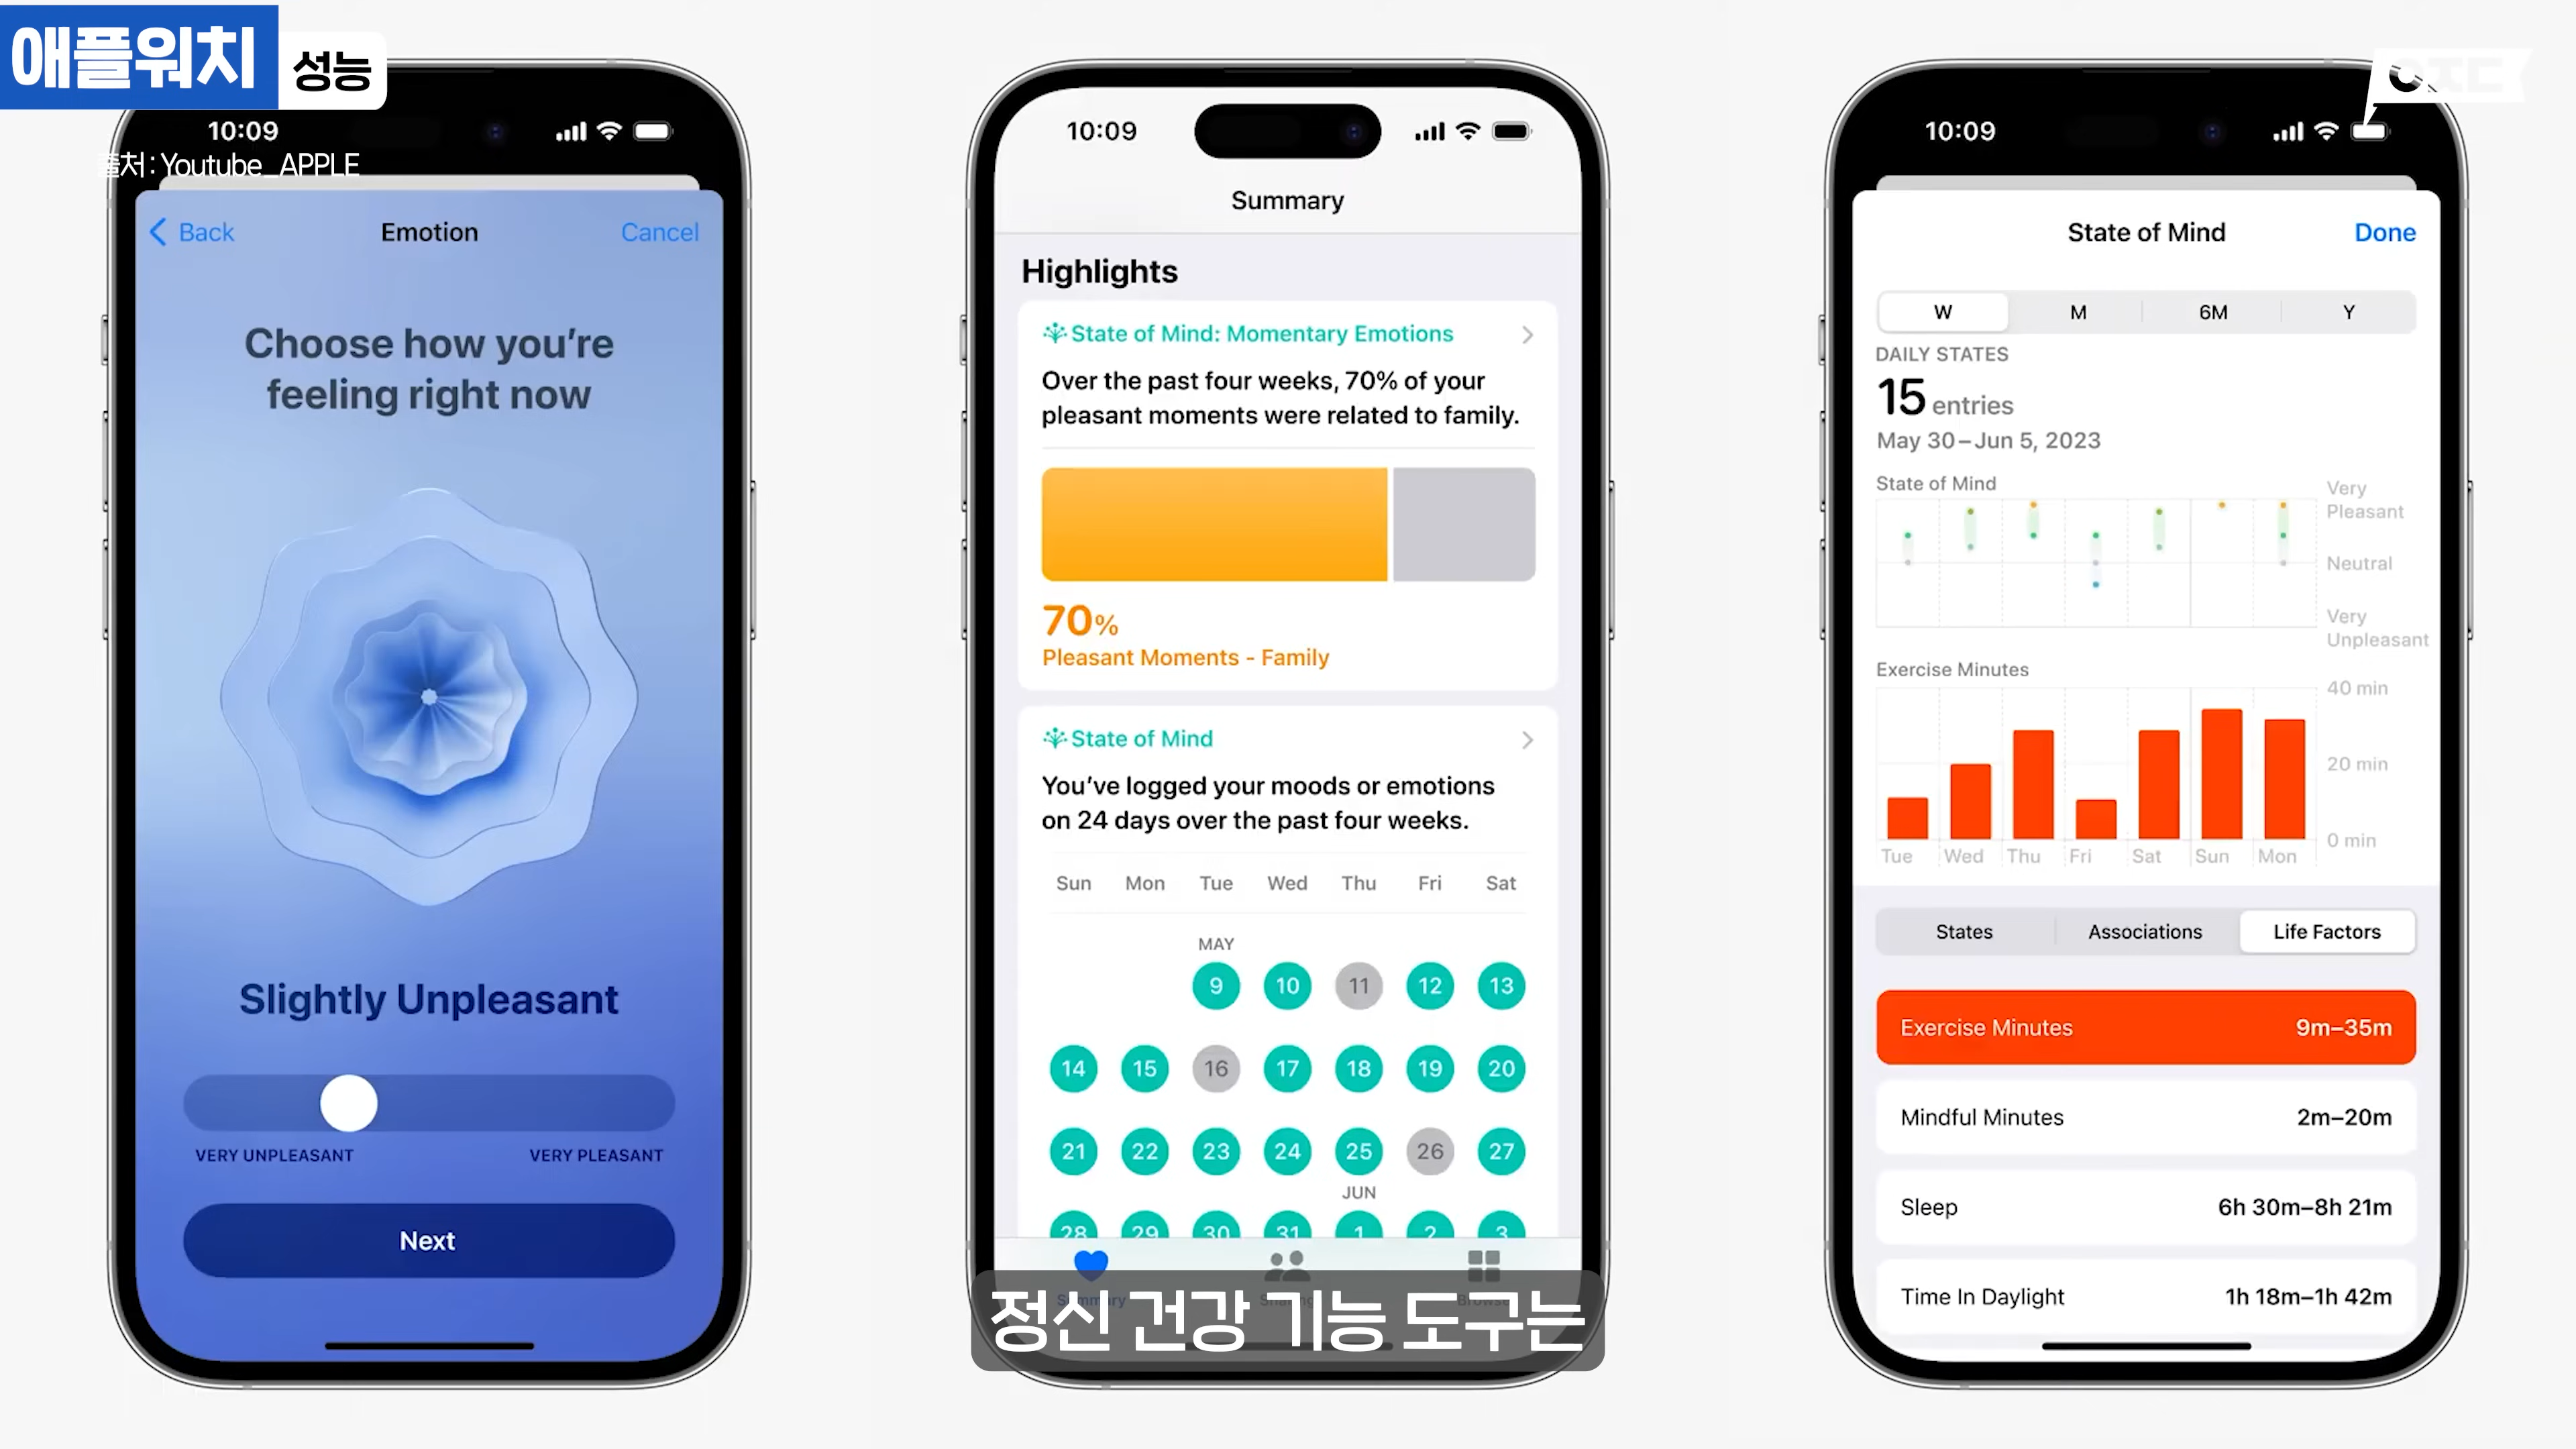 애플워치
성능
출처 : Youtube_APPLE
10:09
Back
Emotion
Cancel
Choose how you're
feeling right now
Slightly Unpleasant
VERY UNPLEASANT
VERY PLEASANT
Next
10:09
Summary
Highlights
State of Mind: Momentary Emotions
Over the past four weeks, 70% of your
pleasant moments were related to family.
70%
Pleasant Moments - Family
State of Mind
You've logged your moods or emotions
on 24 days over the past four weeks.
Sun Mon Tue Wed Thu Fri Sat
MAY
9 10 11 12 13
14 15 16 17 18 19 20
21 22 23 24 25 26 27
JUN
28 29 30 31 1 2 3
정신 건강 기능 도구는
10:09
State of Mind
Done
W M 6M Y
DAILY STATES
15 entries
May 30–Jun 5, 2023
State of Mind
Very
Pleasant
Neutral
Very
Unpleasant
Exercise Minutes
40 min
20 min
0 min
Tue Wed Thu Fri Sat Sun Mon
States Associations Life Factors
Exercise Minutes 9m–35m
Mindful Minutes 2m–20m
Sleep 6h 30m–8h 21m
Time In Daylight 1h 18m–1h 42m